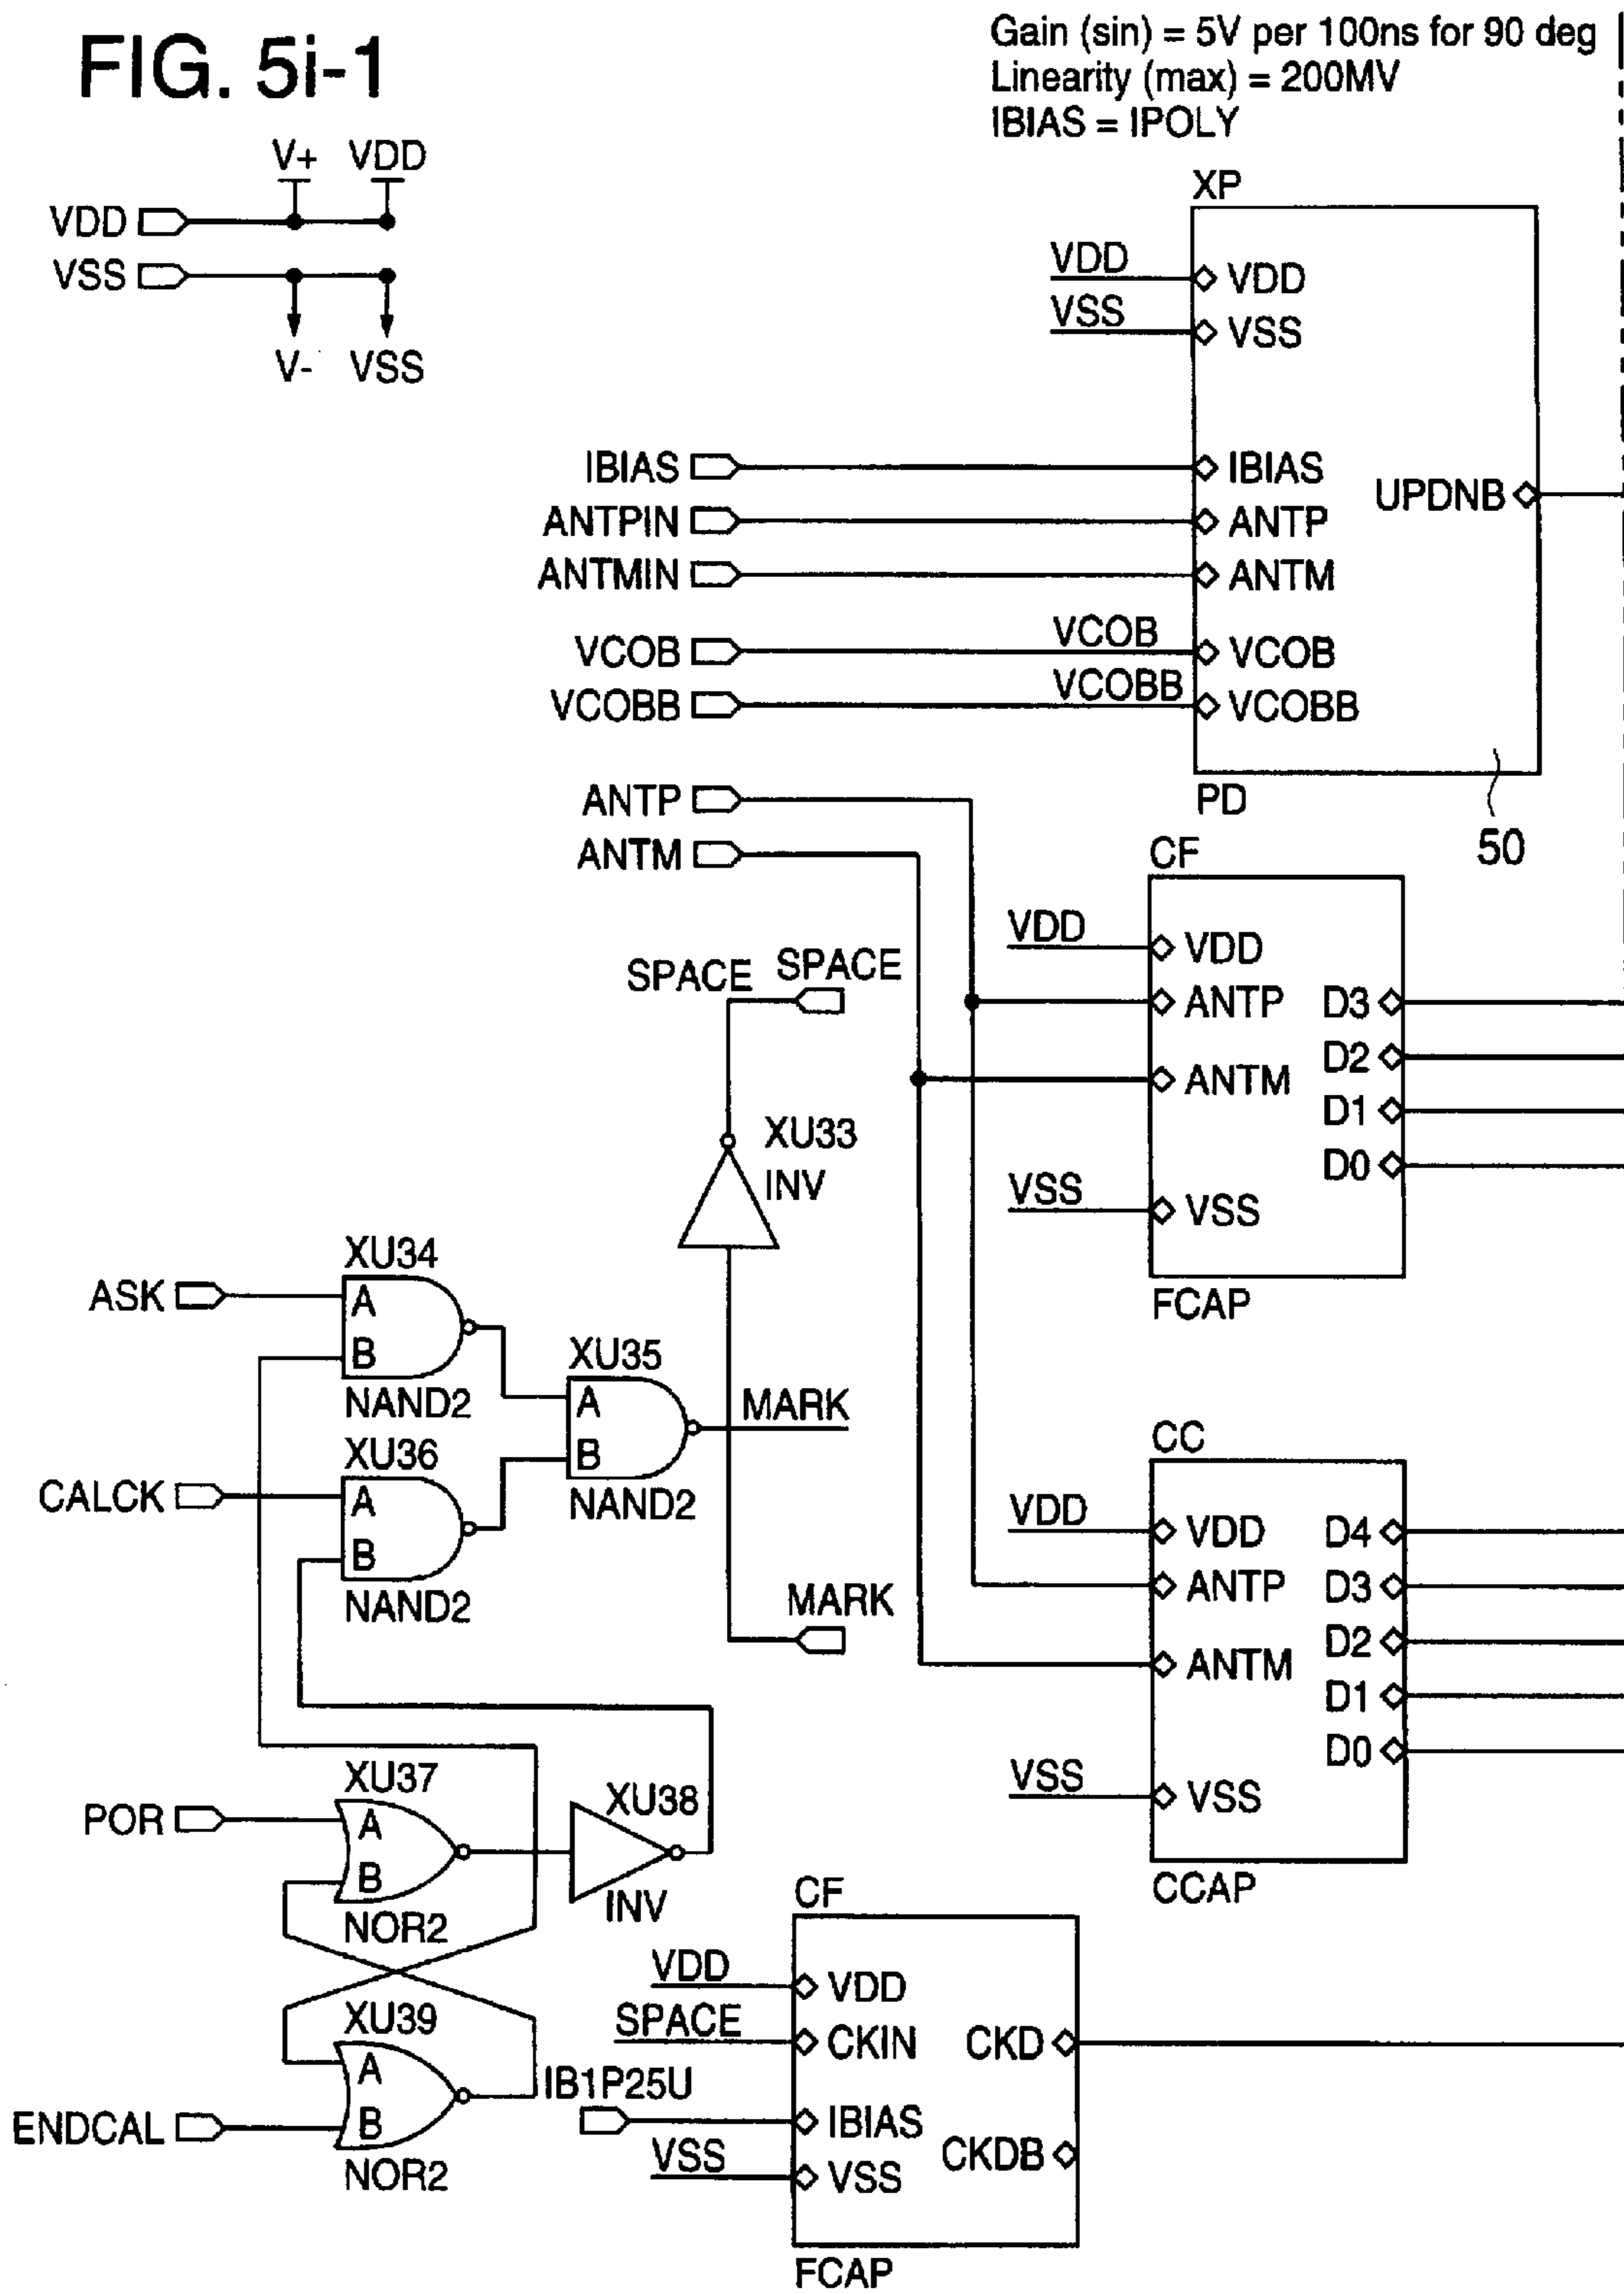 FIG. 5i-1
Gain (sin) = 5V per 100ns for 90 deg
Linearity (max) = 200MV
IBIAS = IPOLY
V+ VDD
VDD
VSS
V- VSS
XP
VDD
VDD
VSS
VSS
IBIAS
IBIAS
UPDNB
ANTPIN
ANTP
ANTMIN
ANTM
VCOB
VCOB
VCOB
VCOBB
VCOBB
VCOBB
PD
50
ANTP
ANTM
CF
VDD
VDD
ANTP
D3
D2
ANTM
D1
D0
VSS
VSS
FCAP
SPACE
SPACE
XU33
INV
XU34
ASK
A
B
NAND2
XU35
A
B
MARK
NAND2
XU36
CALCK
A
B
NAND2
MARK
CC
VDD
VDD
D4
ANTP
D3
D2
ANTM
D1
D0
VSS
VSS
CCAP
XU37
POR
A
B
NOR2
XU38
INV
XU39
A
ENDCAL
B
NOR2
CF
VDD
VDD
SPACE
CKIN
CKD
IB1P25U
IBIAS
CKDB
VSS
VSS
FCAP